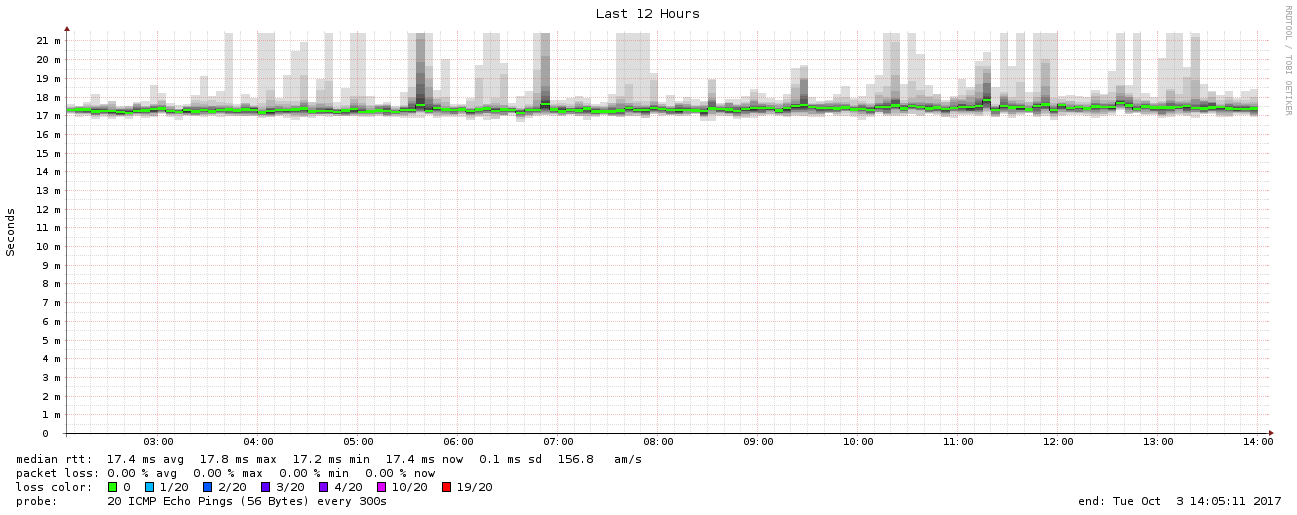 Last 12 Hours
RRDTOOL / TOBI OETIKER
21 m
20 m
19 m
18 m
17 m
16 m
15 m
14 m
13 m
12 m
11 m
10 m
9 m
8 m
7 m
6 m
5 m
4 m
3 m
2 m
1 m
0
Seconds
03:00 04:00 05:00 06:00 07:00 08:00 09:00 10:00 11:00 12:00 13:00 14:00
median rtt: 17.4 ms avg 17.8 ms max 17.2 ms min 17.4 ms now 0.1 ms sd 156.8 am/s
packet loss: 0.00 % avg 0.00 % max 0.00 % min 0.00 % now
loss color: 0 1/20 2/20 3/20 4/20 10/20 19/20
probe: 20 ICMP Echo Pings (56 Bytes) every 300s end: Tue Oct 3 14:05:11 2017